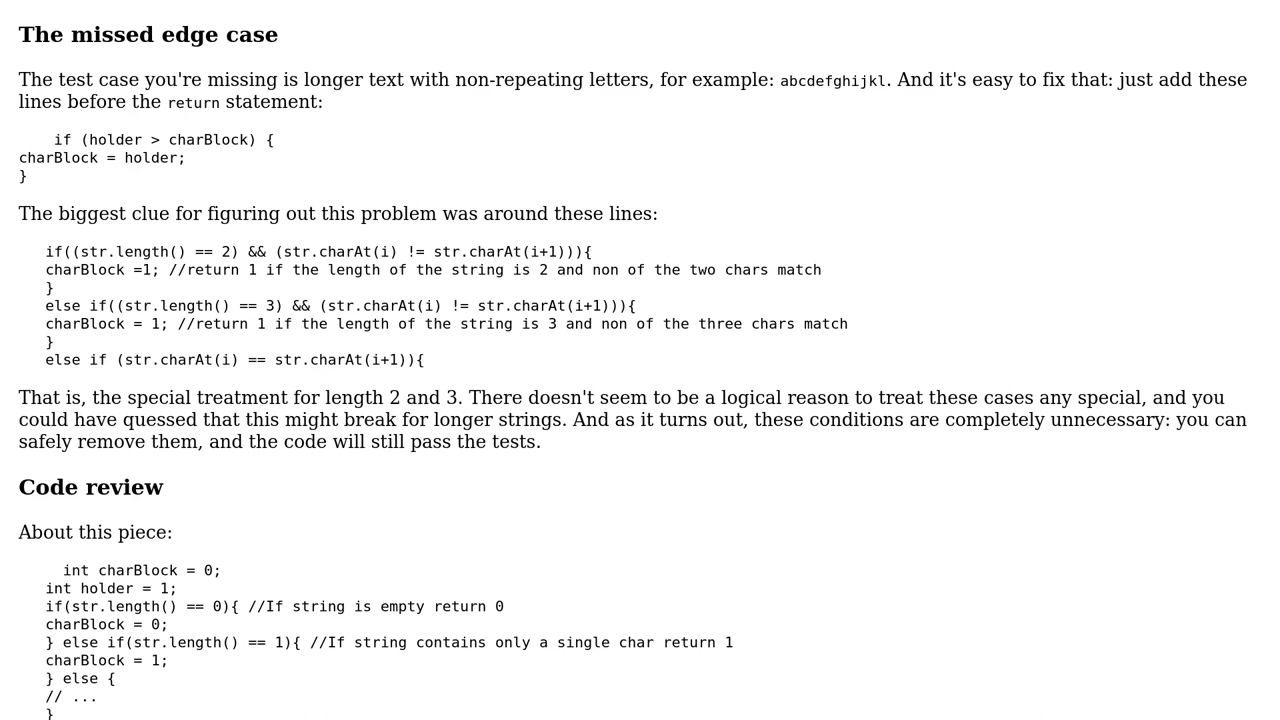 The missed edge case
The test case you're missing is longer text with non-repeating letters, for example: abcdefghijkl. And it's easy to fix that: just add these
lines before the return statement:
    if (holder > charBlock) {
charBlock = holder;
}
The biggest clue for figuring out this problem was around these lines:
   if((str.length() == 2) && (str.charAt(i) != str.charAt(i+1))){
   charBlock =1; //return 1 if the length of the string is 2 and non of the two chars match
   }
   else if((str.length() == 3) && (str.charAt(i) != str.charAt(i+1))){
   charBlock = 1; //return 1 if the length of the string is 3 and non of the three chars match
   }
   else if (str.charAt(i) == str.charAt(i+1)){
That is, the special treatment for length 2 and 3. There doesn't seem to be a logical reason to treat these cases any special, and you
could have quessed that this might break for longer strings. And as it turns out, these conditions are completely unnecessary: you can
safely remove them, and the code will still pass the tests.
Code review
About this piece:
     int charBlock = 0;
   int holder = 1;
   if(str.length() == 0){ //If string is empty return 0
   charBlock = 0;
   } else if(str.length() == 1){ //If string contains only a single char return 1
   charBlock = 1;
   } else {
   // ...
   }